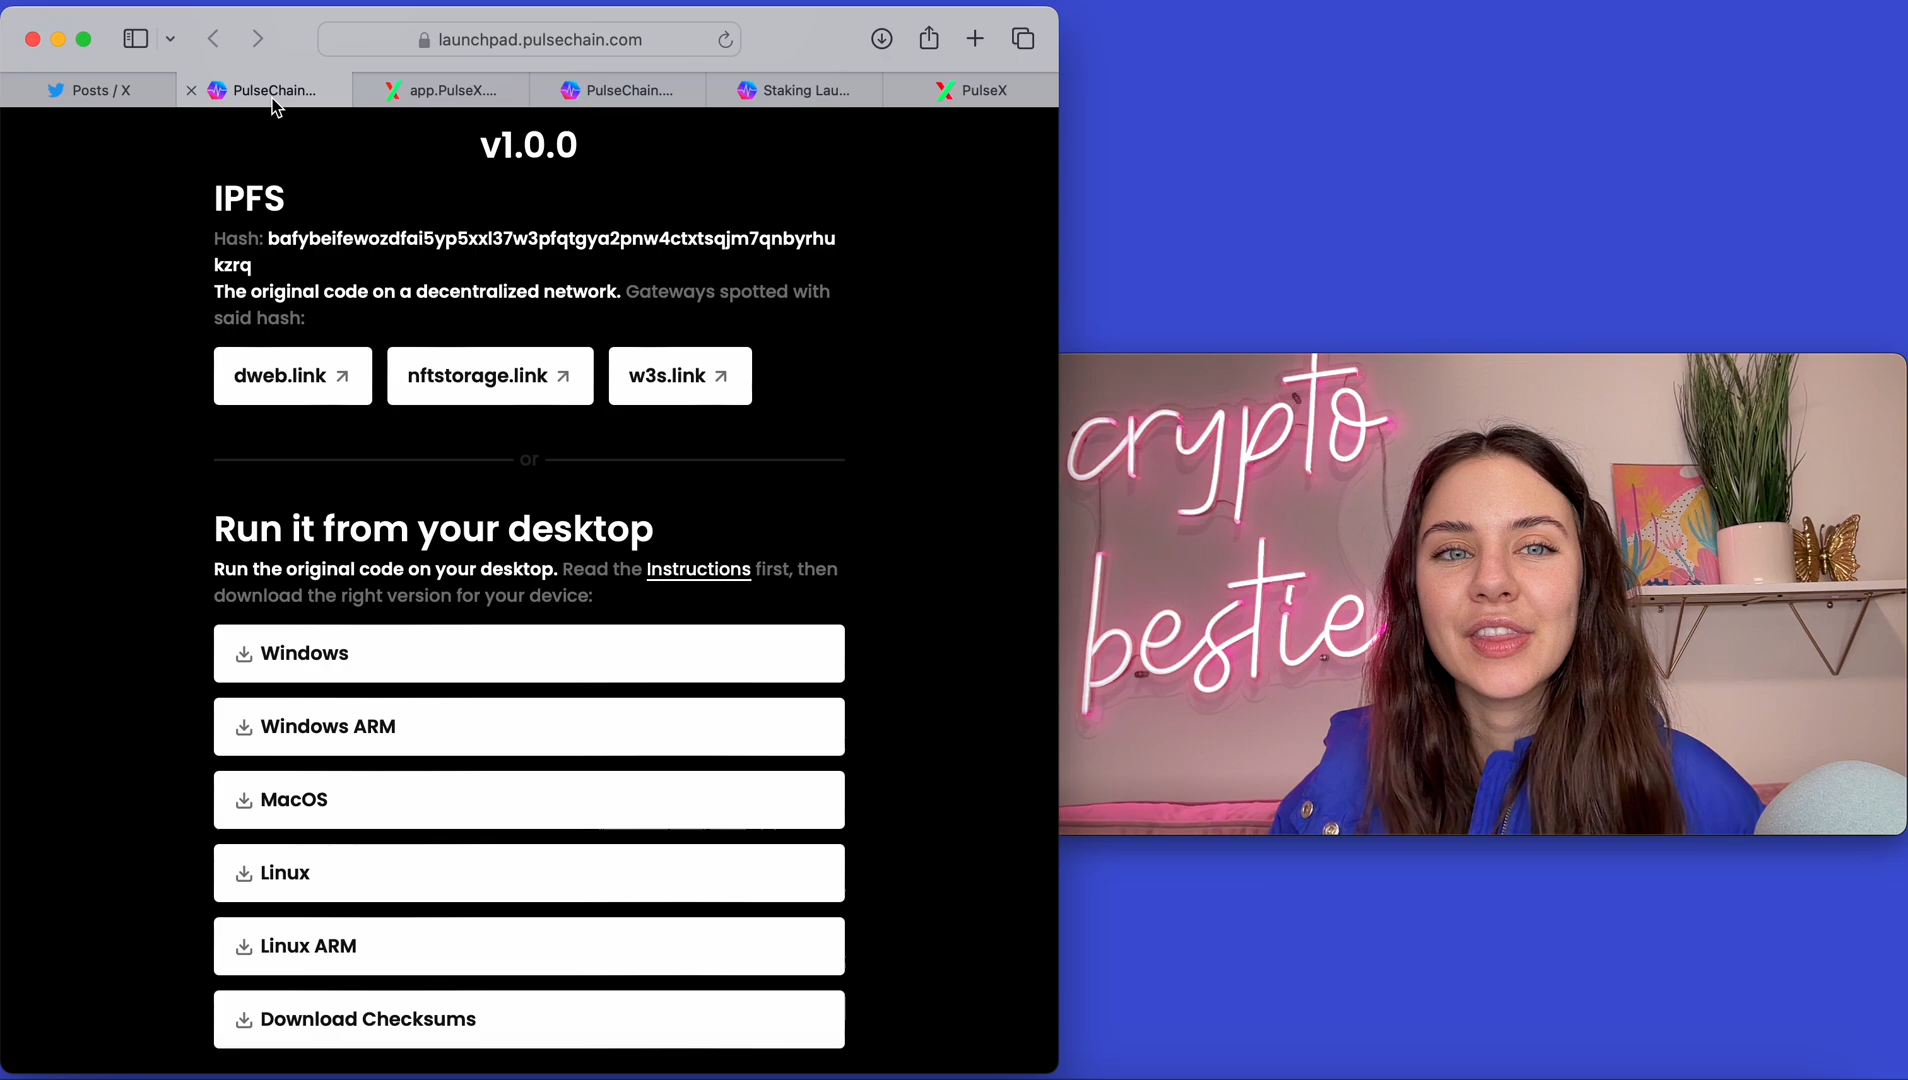 launchpad.pulsechain.com
Posts / X
PulseChain...
app.PulseX....
PulseChain....
Staking Lau...
PulseX
v1.0.0
IPFS
Hash: bafybeifewozdfai5yp5xxl37w3pfqtgya2pnw4ctxtsqjm7qnbyrhu
kzrq
The original code on a decentralized network. Gateways spotted with
said hash:
dweb.link
nftstorage.link
w3s.link
or
Run it from your desktop
Run the original code on your desktop. Read the Instructions first, then
download the right version for your device:
Windows
Windows ARM
MacOS
Linux
Linux ARM
Download Checksums
crypto
bestie